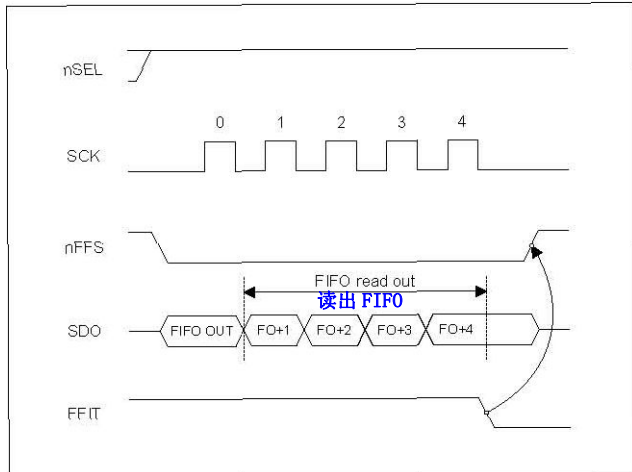 nSEL
0 1 2 3 4
SCK
nFFS
FIFO read out
读出 FIFO
SDO FIFO OUT FO+1 FO+2 FO+3 FO+4
FFIT